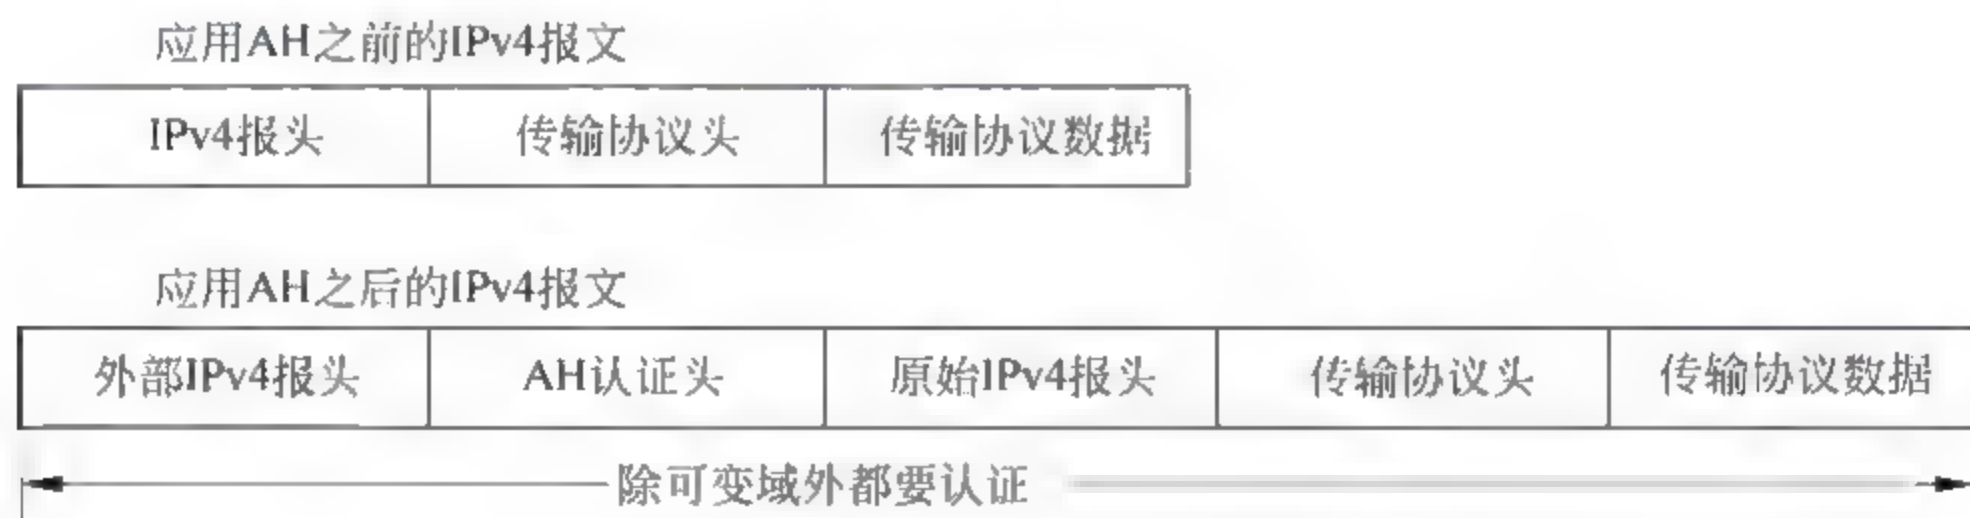 应用AH之前的IPv4报文
IPv4报头 传输协议头 传输协议数据
应用AH之后的IPv4报文
外部IPv4报头 AH认证头 原始IPv4报头 传输协议头 传输协议数据
除可变域外都要认证